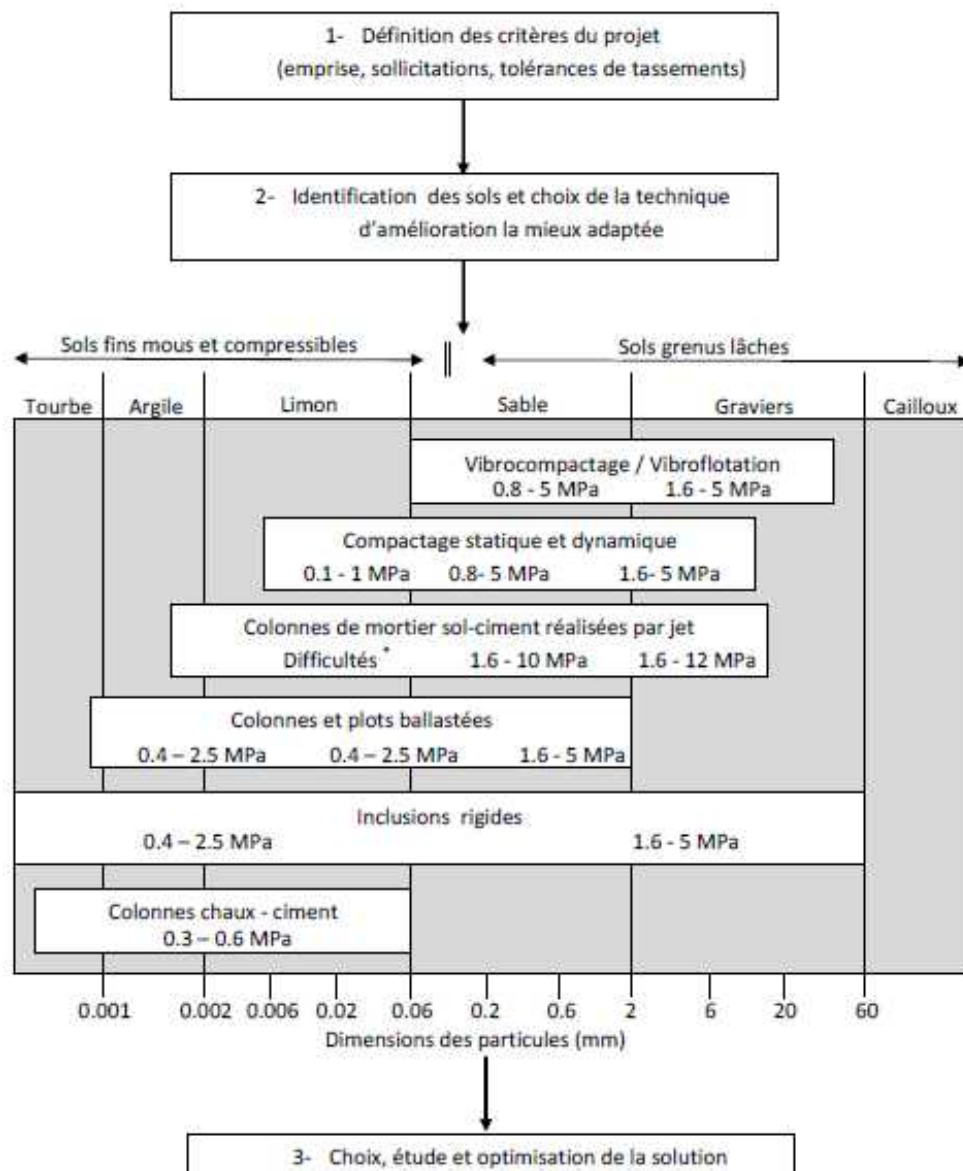 1- Définition des critères du projet
(emprise, sollicitations, tolérances de tassements)
2- Identification des sols et choix de la technique
d'amélioration la mieux adaptée
Sols fins mous et compressibles
Sols grenus lâches
Tourbe Argile Limon Sable Graviers Cailloux
Vibrocompactage / Vibroflotation
0.8 - 5 MPa 1.6 - 5 MPa
Compactage statique et dynamique
0.1 - 1 MPa 0.8- 5 MPa 1.6- 5 MPa
Colonnes de mortier sol-ciment réalisées par jet
Difficultés * 1.6 - 10 MPa 1.6 - 12 MPa
Colonnes et plots ballastées
0.4 – 2.5 MPa 0.4 – 2.5 MPa 1.6 - 5 MPa
Inclusions rigides
0.4 – 2.5 MPa 1.6 - 5 MPa
Colonnes chaux - ciment
0.3 – 0.6 MPa
0.001 0.002 0.006 0.02 0.06 0.2 0.6 2 6 20 60
Dimensions des particules (mm)
3- Choix, étude et optimisation de la solution